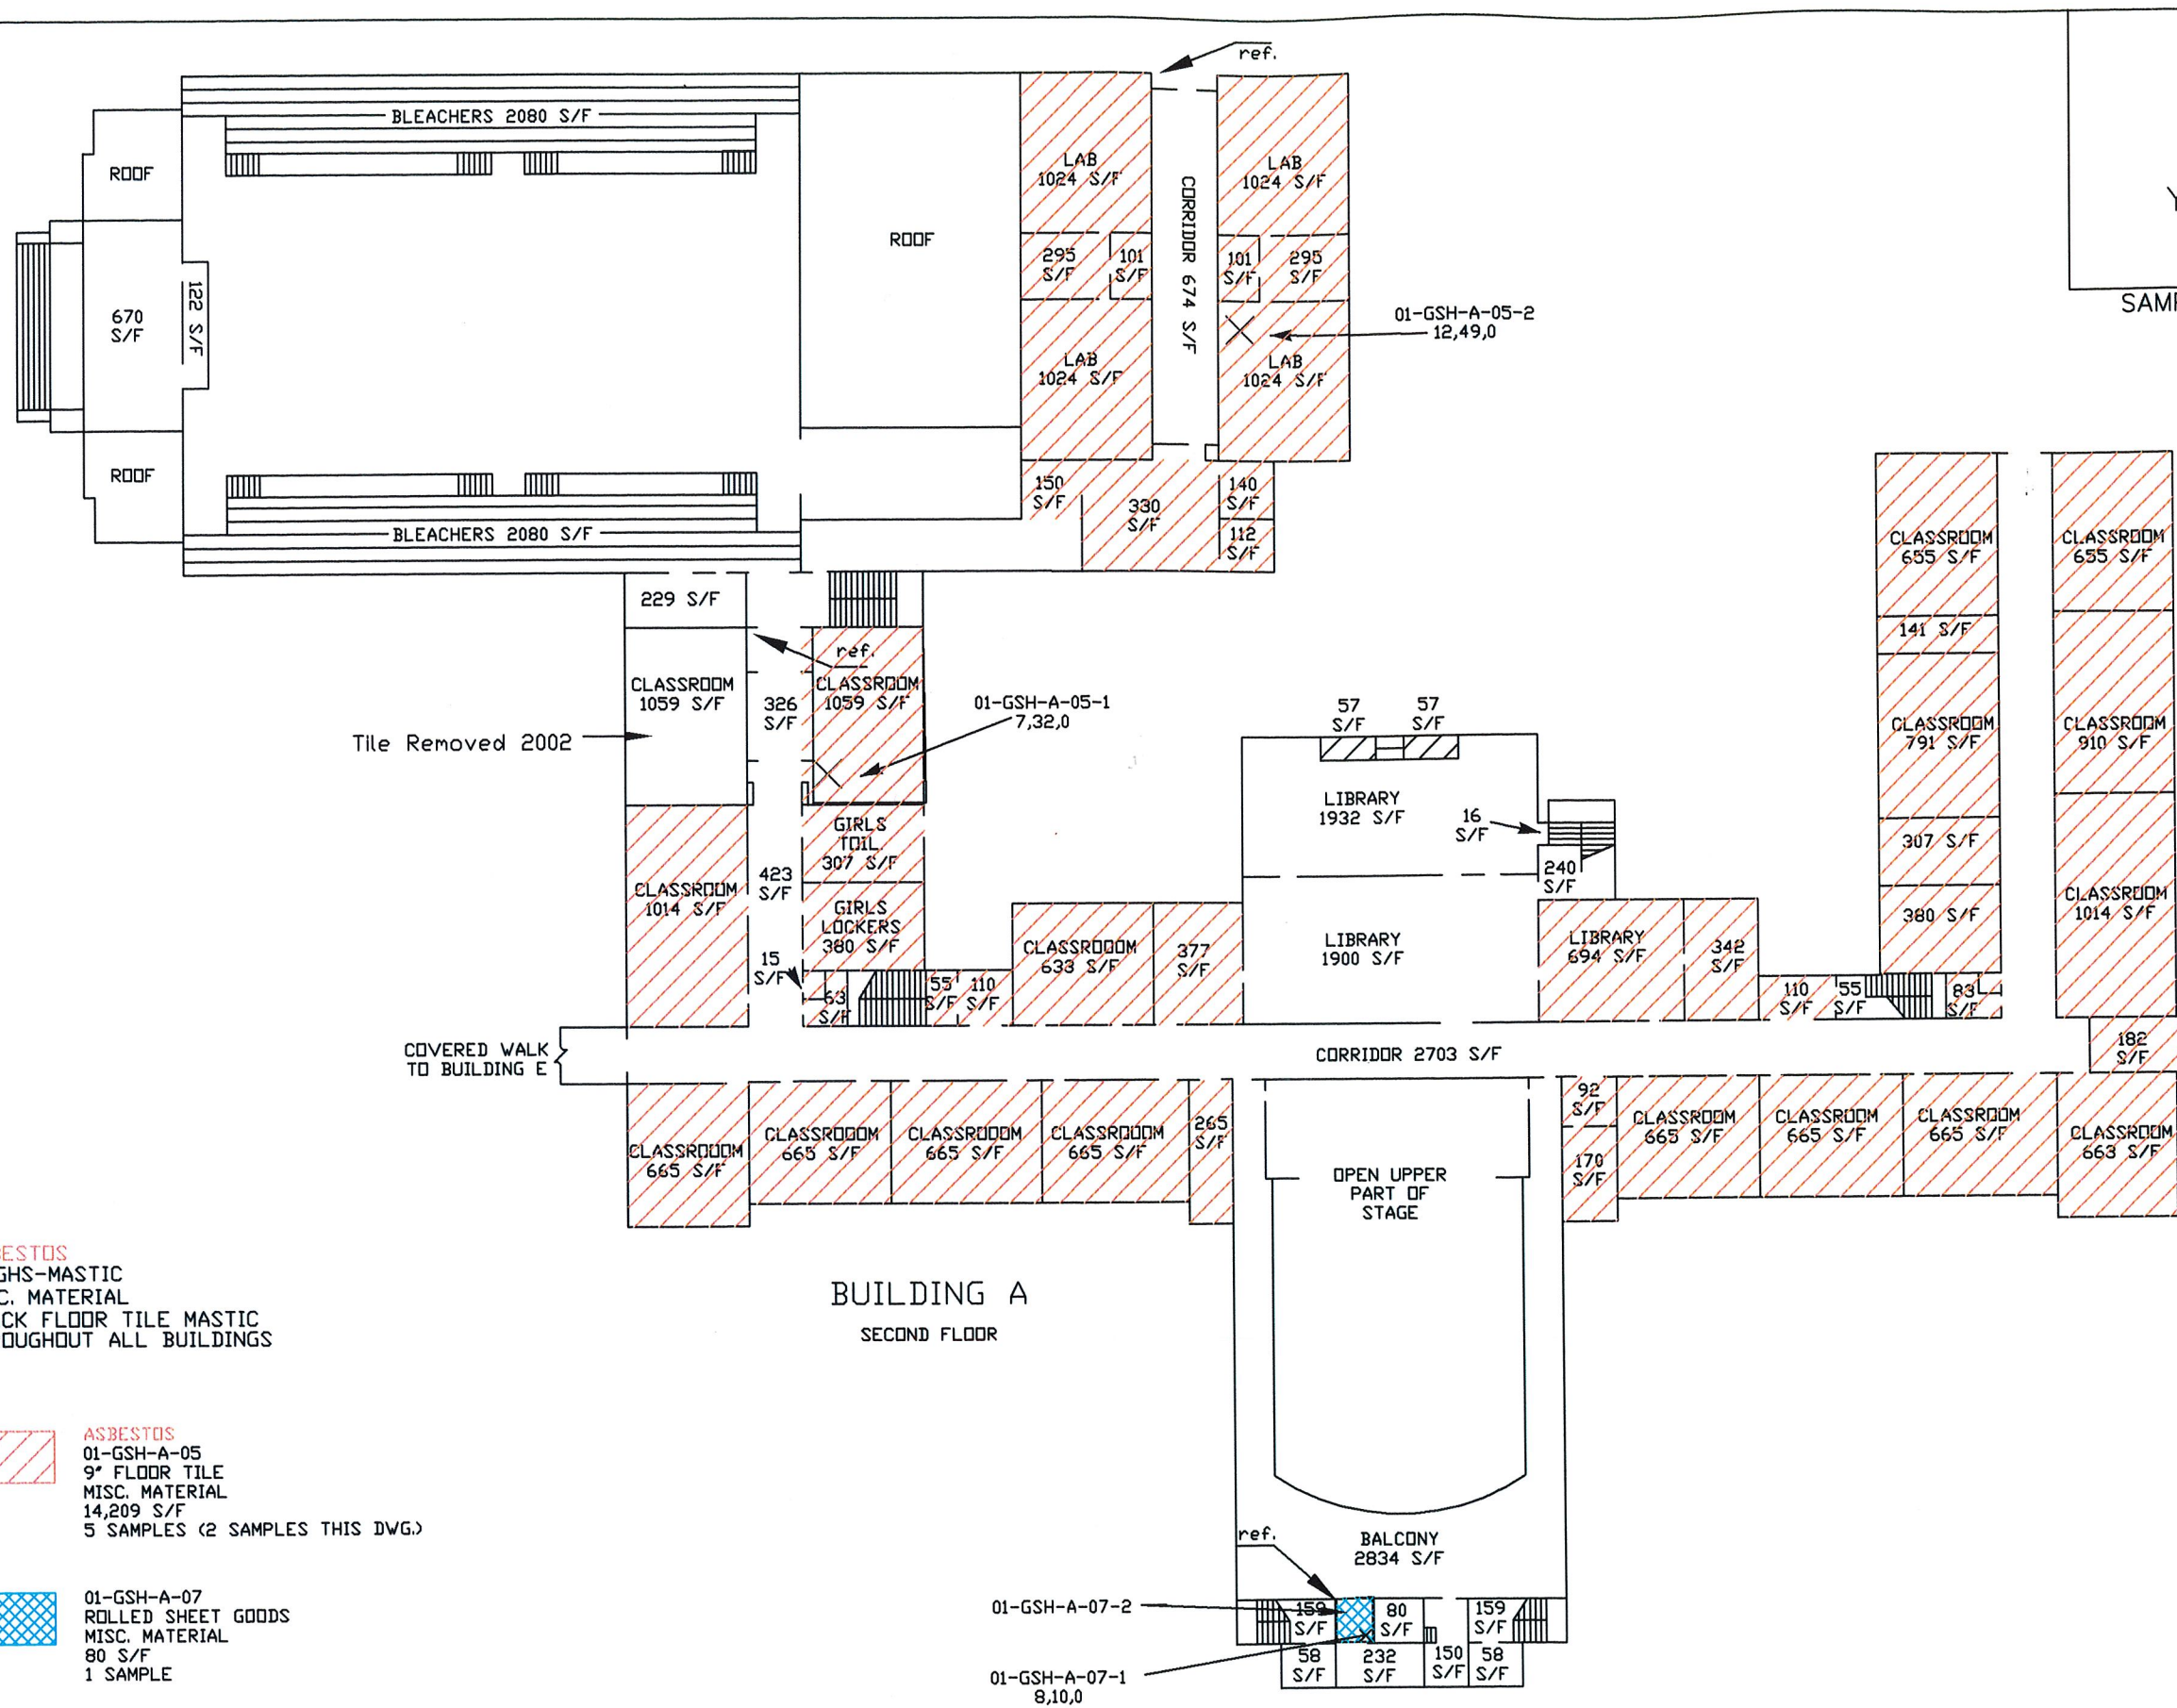 ref.
BLEACHERS 2080 S/F
ROOF
LAB
1024 S/F
LAB
1024 S/F
CORRIDOR 674 S/F
ROOF
295
S/F
101
S/F
101
S/F
295
S/F
122 S/F
670
S/F
01-GSH-A-05-2
12,49,0
SAMP
LAB
1024 S/F
LAB
1024 S/F
ROOF
150
S/F
330
S/F
140
S/F
112
S/F
BLEACHERS 2080 S/F
CLASSROOM
655 S/F
CLASSROOM
655 S/F
229 S/F
141 S/F
ref.
CLASSROOM
1059 S/F
326
S/F
CLASSROOM
1059 S/F
01-GSH-A-05-1
7,32,0
Tile Removed 2002
57
S/F
57
S/F
CLASSROOM
791 S/F
CLASSROOM
910 S/F
LIBRARY
1932 S/F
16
S/F
GIRLS
TOIL.
307 S/F
307 S/F
240
S/F
423
S/F
CLASSROOM
1014 S/F
GIRLS
LOCKERS
380 S/F
CLASSROOM
1014 S/F
380 S/F
CLASSROOOM
633 S/F
377
S/F
LIBRARY
1900 S/F
LIBRARY
694 S/F
342
S/F
15
S/F
63
S/F
55
S/F
110
S/F
110
S/F
55
S/F
83
S/F
COVERED WALK
TO BUILDING E
CORRIDOR 2703 S/F
182
S/F
CLASSROOOM
665 S/F
CLASSROOOM
665 S/F
CLASSROOOM
665 S/F
CLASSROOOM
665 S/F
265
S/F
92
S/F
170
S/F
CLASSROOM
665 S/F
CLASSROOM
665 S/F
CLASSROOM
665 S/F
CLASSROOM
663 S/F
OPEN UPPER
PART OF
STAGE
BESTOS
GHS-MASTIC
C. MATERIAL
CK FLOOR TILE MASTIC
OUGHOUT ALL BUILDINGS
BUILDING A
SECOND FLOOR
ASBESTOS
01-GSH-A-05
9" FLOOR TILE
MISC. MATERIAL
14,209 S/F
5 SAMPLES (2 SAMPLES THIS DWG.)
ref.
BALCONY
2834 S/F
01-GSH-A-07
ROLLED SHEET GOODS
MISC. MATERIAL
80 S/F
1 SAMPLE
01-GSH-A-07-2
159
S/F
80
S/F
159
S/F
58
S/F
232
S/F
150
S/F
58
S/F
01-GSH-A-07-1
8,10,0